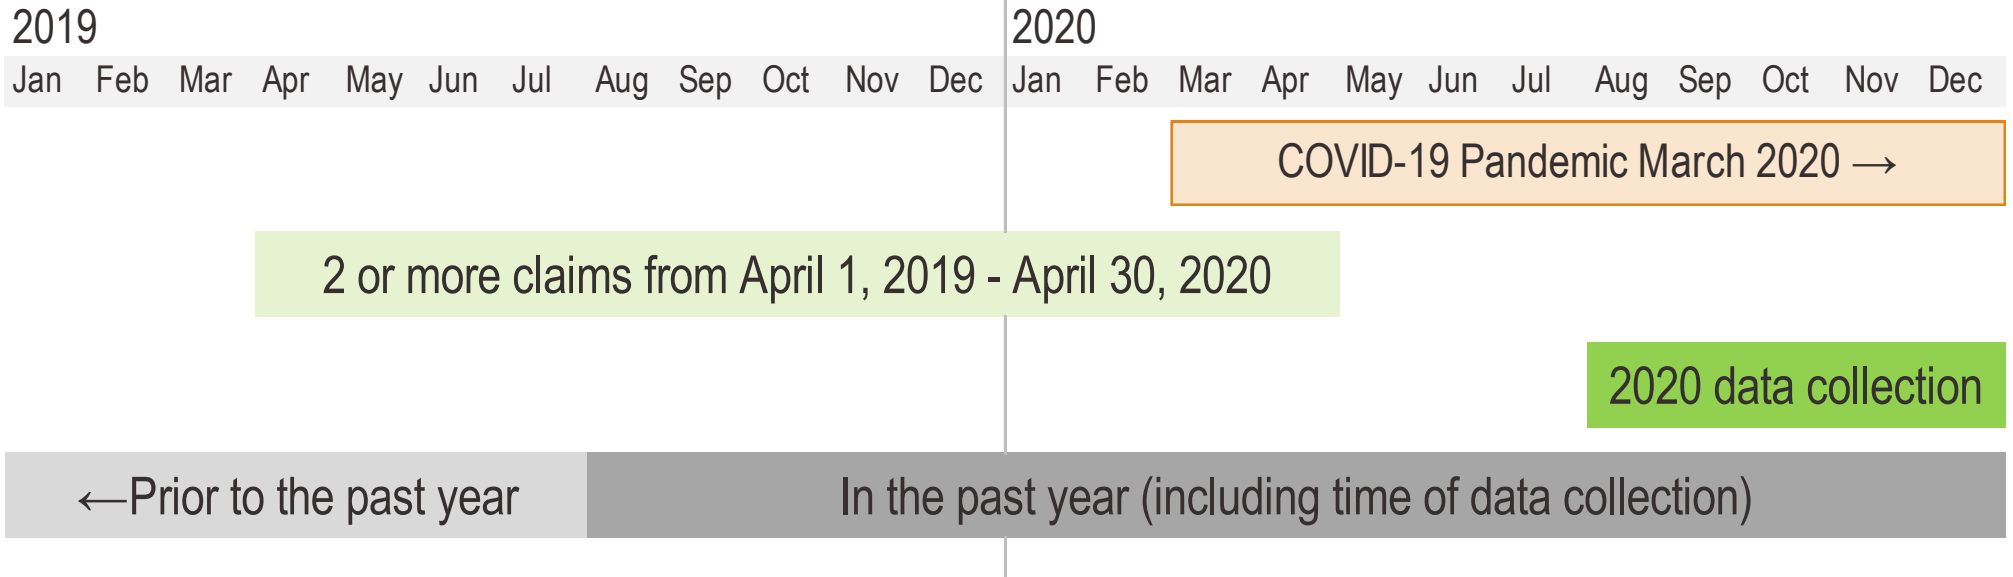 2019 2020
Jan Feb Mar Apr May Jun Jul Aug Sep Oct Nov Dec Jan Feb Mar Apr May Jun Jul Aug Sep Oct Nov Dec
COVID-19 Pandemic March 2020 →
2 or more claims from April 1, 2019 - April 30, 2020
2020 data collection
←Prior to the past year In the past year (including time of data collection)